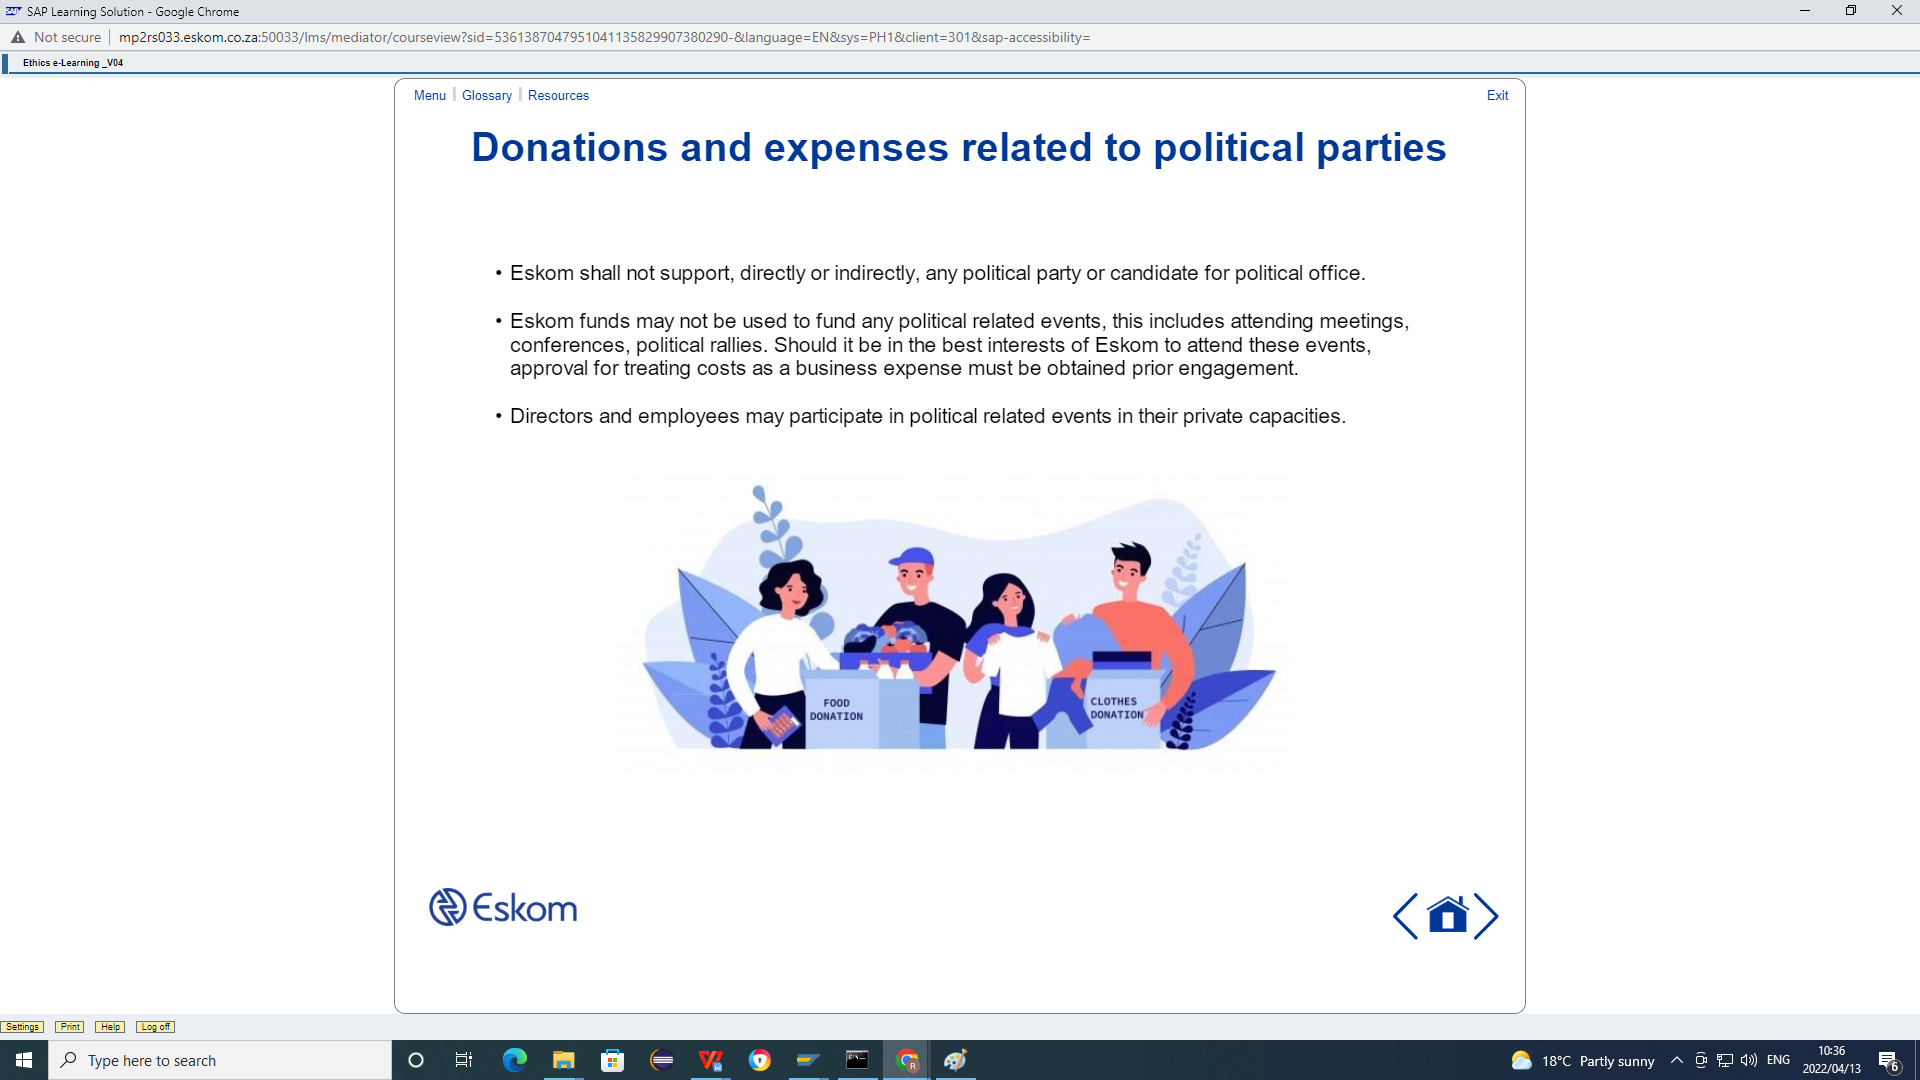 SAP Learning Solution - Google Chrome
Not secure mp2rs033.eskom.co.za:50033/lms/mediator/courseview?sid=5361387047951041135829907380290-&language=EN&sys=PH1&client=301&sap-accessibility=
Ethics e-Learning _V04
Menu Glossary Resources Exit
Donations and expenses related to political parties
• Eskom shall not support, directly or indirectly, any political party or candidate for political office.
• Eskom funds may not be used to fund any political related events, this includes attending meetings,
conferences, political rallies. Should it be in the best interests of Eskom to attend these events,
approval for treating costs as a business expense must be obtained prior engagement.
• Directors and employees may participate in political related events in their private capacities.
FOOD
DONATION
CLOTHES
DONATION
Eskom
Settings Print Help Log off
Type here to search
18°C Partly sunny ENG
10:36
2022/04/13
6